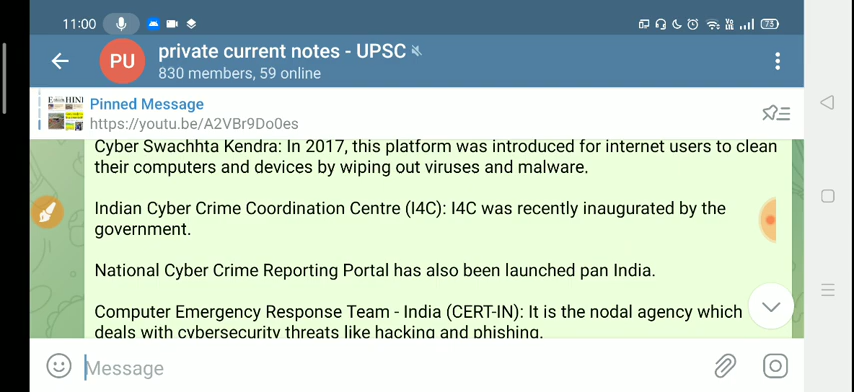 11:00
73
PU
private current notes - UPSC
830 members, 59 online
Pinned Message
https://youtu.be/A2VBr9Do0es
Cyber Swachhta Kendra: In 2017, this platform was introduced for internet users to clean
their computers and devices by wiping out viruses and malware.
Indian Cyber Crime Coordination Centre (I4C): I4C was recently inaugurated by the
government.
National Cyber Crime Reporting Portal has also been launched pan India.
Computer Emergency Response Team - India (CERT-IN): It is the nodal agency which
deals with cybersecurity threats like hacking and phishing.
Message